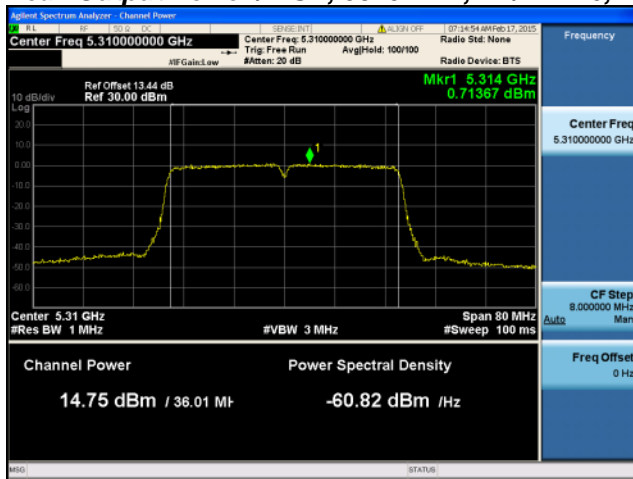 Agilent Spectrum Analyzer - Channel Power
RL RF 50 Ω DC SENSE:INT ALIGN OFF 07:14:54 AM Feb 17, 2015
Center Freq 5.310000000 GHz
Center Freq: 5.310000000 GHz
Radio Std: None
Trig: Free Run Avg|Hold: 100/100
#IFGain:Low #Atten: 20 dB Radio Device: BTS
Frequency
Mkr1 5.314 GHz
0.71367 dBm
Ref Offset 13.44 dB
10 dB/div Ref 30.00 dBm
Log
20.0
10.0
0.00
-10.0
-20.0
-30.0
-40.0
-50.0
-60.0
1
Center Freq
5.310000000 GHz
Center 5.31 GHz Span 80 MHz
#Res BW 1 MHz #VBW 3 MHz #Sweep 100 ms
CF Step
8.000000 MHz
Auto Man
Channel Power Power Spectral Density
14.75 dBm / 36.01 MH
-60.82 dBm /Hz
Freq Offset
0 Hz
MSG STATUS